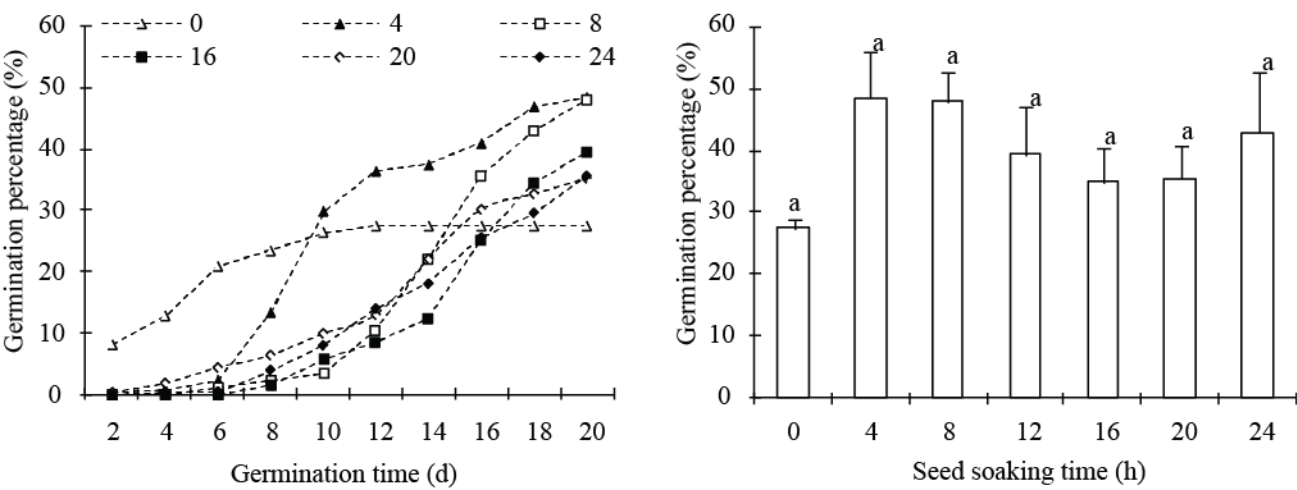 Germination percentage (%)
60
50
40
30
20
10
0
0 4 8
16 20 24
2 4 6 8 10 12 14 16 18 20
Germination time (d)
Germination percentage (%)
60
50
40
30
20
10
0
a a a a a a a
0 4 8 12 16 20 24
Seed soaking time (h)